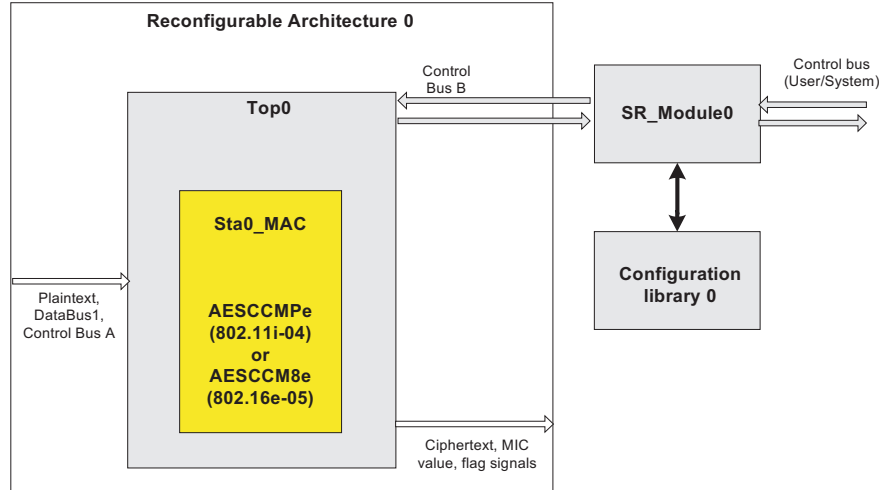 Reconfigurable Architecture 0
Control
Bus B
Control bus
(User/System)
Top0
SR_Module0
Sta0_MAC
Configuration
library 0
Plaintext,
DataBus1,
Control Bus A
AESCCMPe
(802.11i-04)
or
AESCCM8e
(802.16e-05)
Ciphertext, MIC
value, flag signals